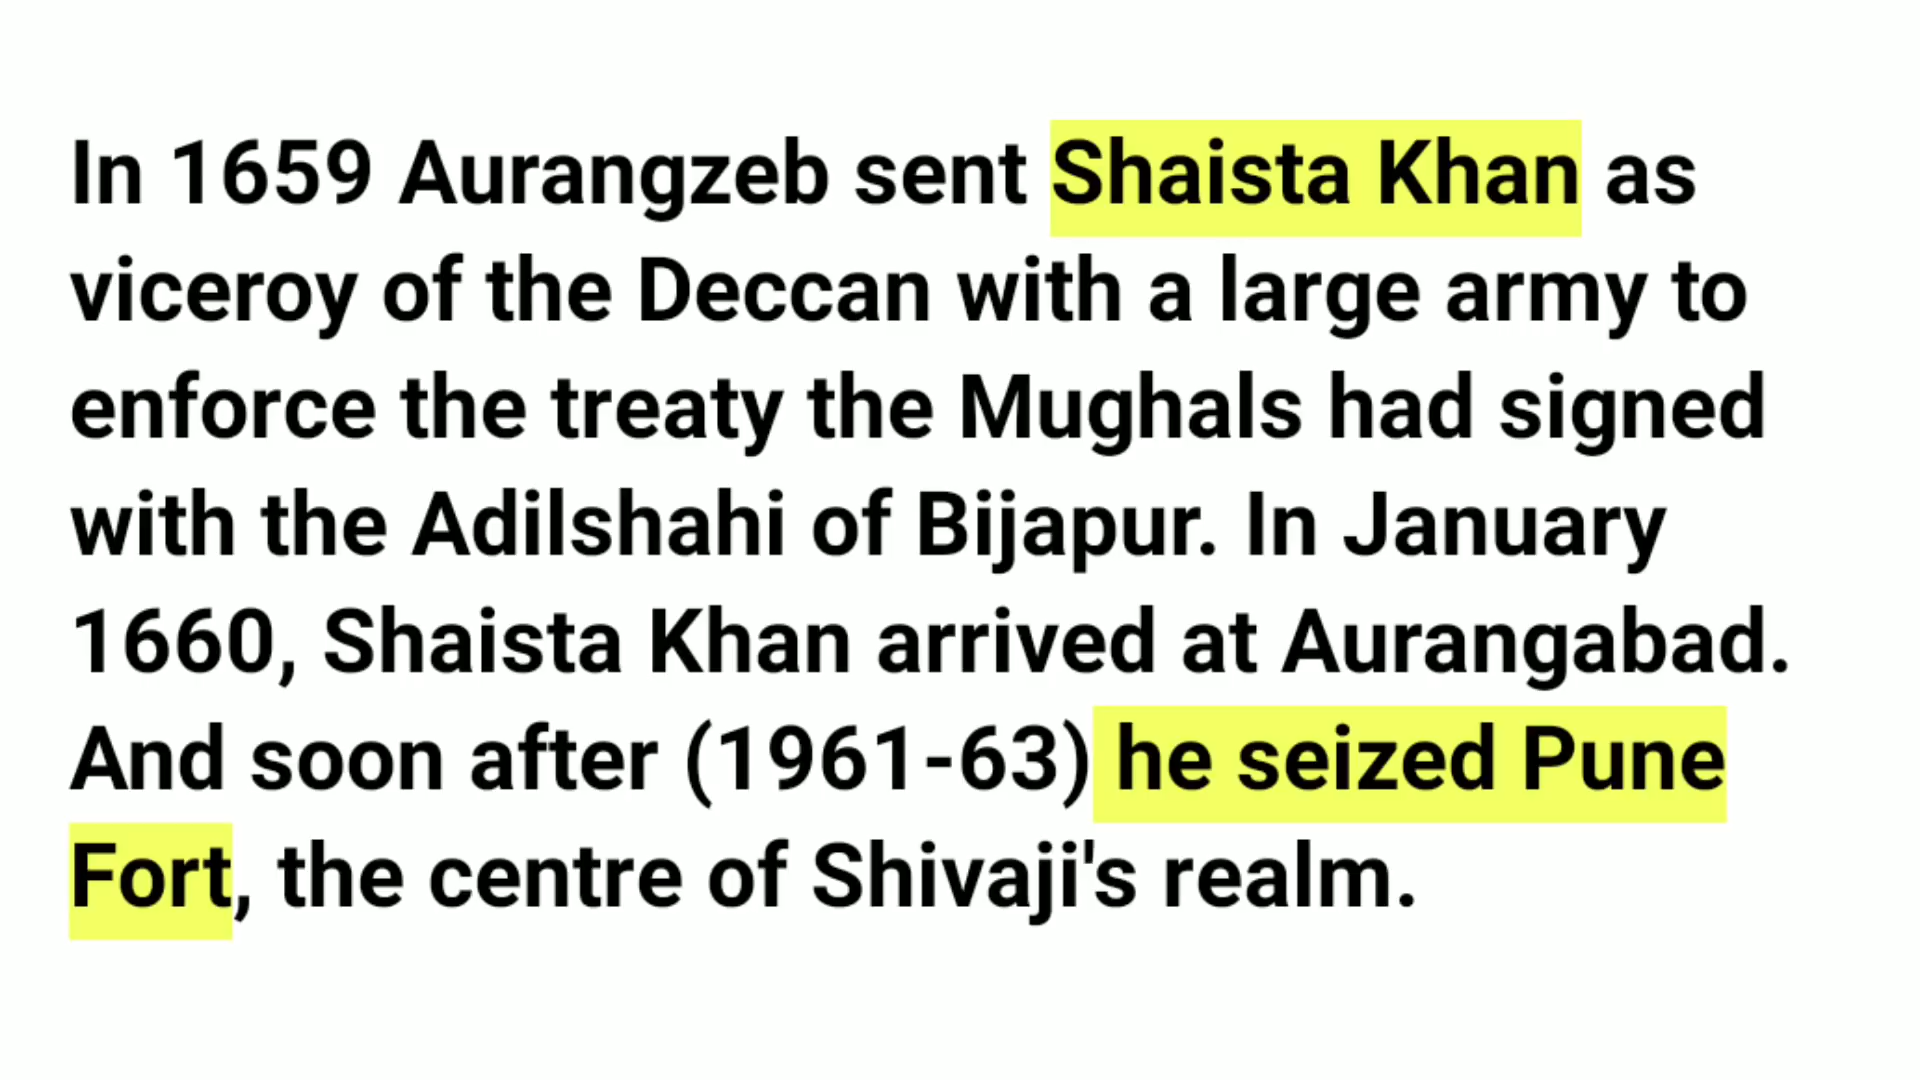 In 1659 Aurangzeb sent Shaista Khan as
viceroy of the Deccan with a large army to
enforce the treaty the Mughals had signed
with the Adilshahi of Bijapur. In January
1660, Shaista Khan arrived at Aurangabad.
And soon after (1961-63) he seized Pune
Fort, the centre of Shivaji's realm.